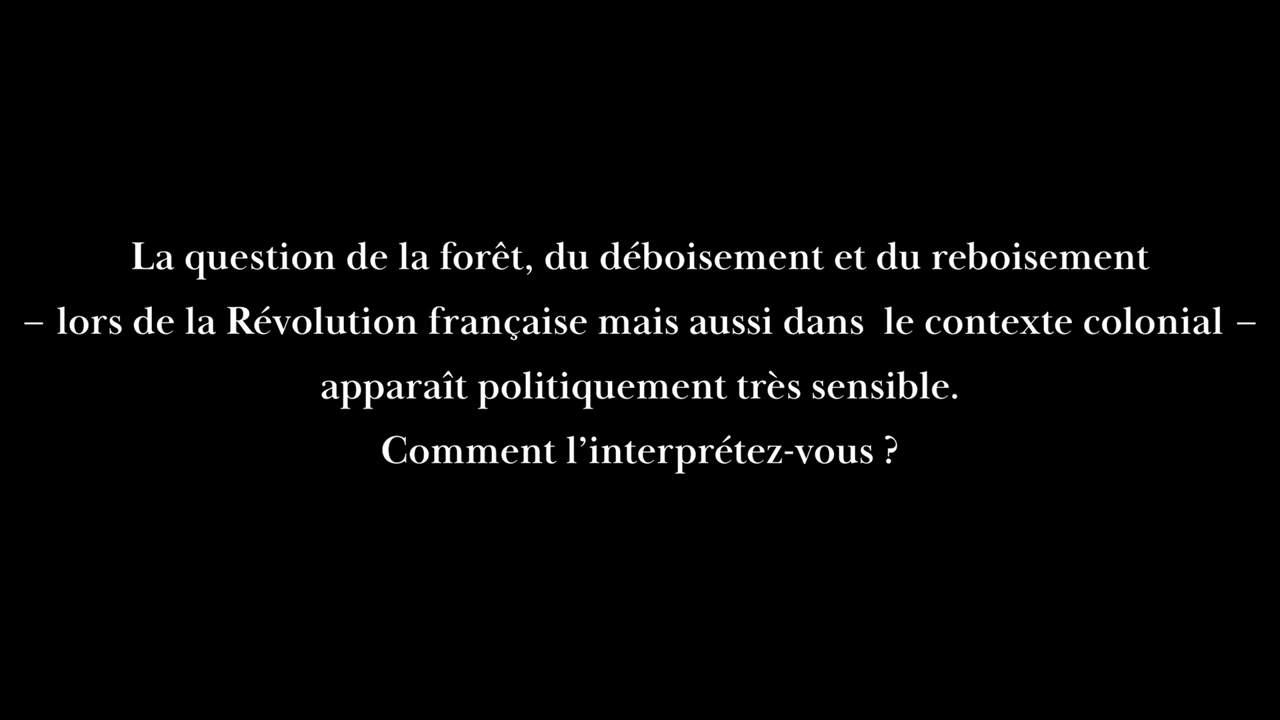 La question de la forêt, du déboisement et du reboisement
– lors de la Révolution française mais aussi dans  le contexte colonial –
apparaît politiquement très sensible.
Comment l’interprétez-vous ?